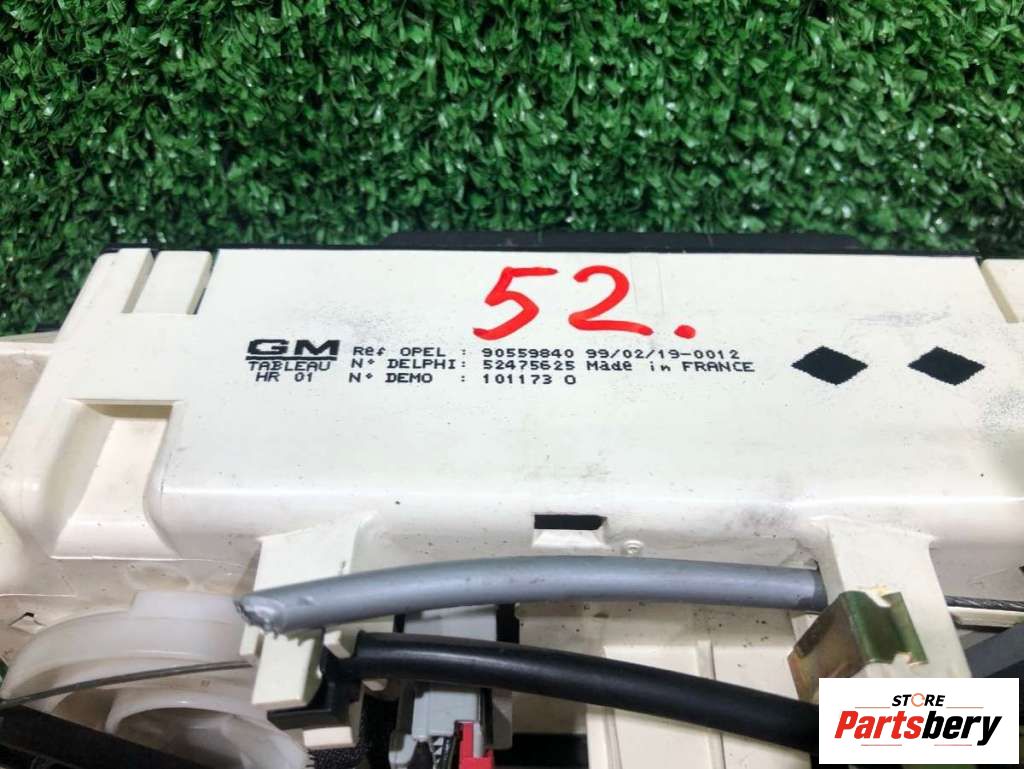 52.
GM Ref OPEL : 90559840 99/02/19-0012
TABLEAU N° DELPHI: 52475625 Made in FRANCE
HR 01 N° DEMO : 101173 0
STORE
Partsbery